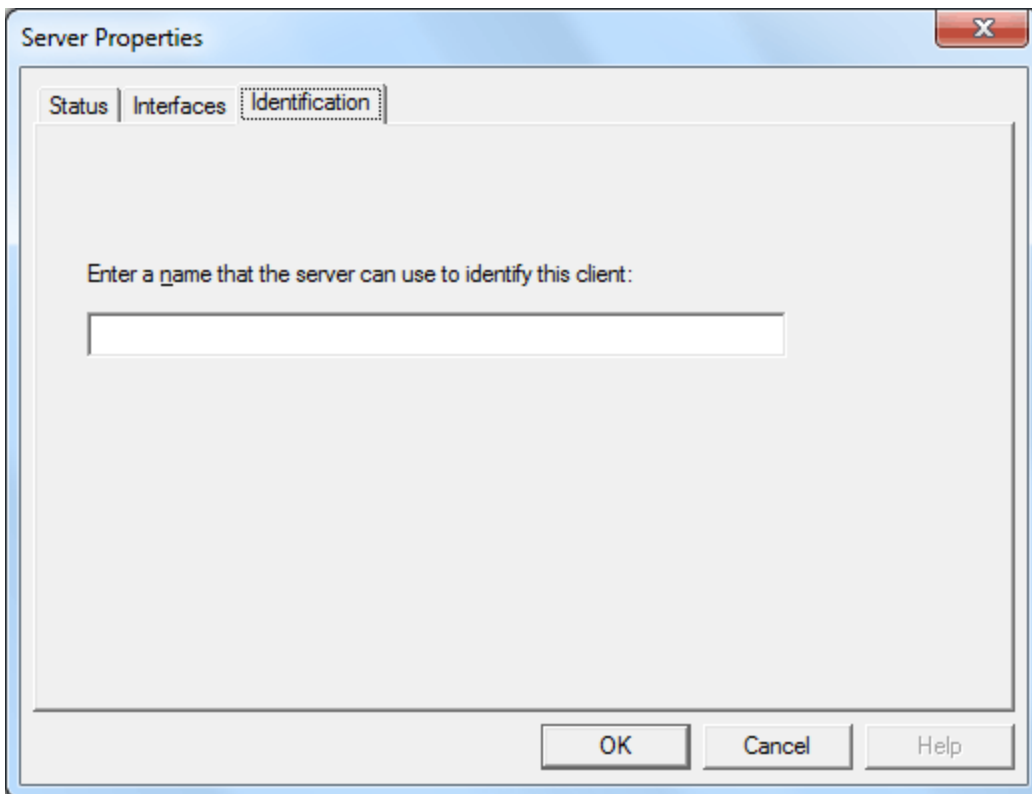 Server Properties
Status Interfaces Identification
Enter a name that the server can use to identify this client:
OK Cancel Help